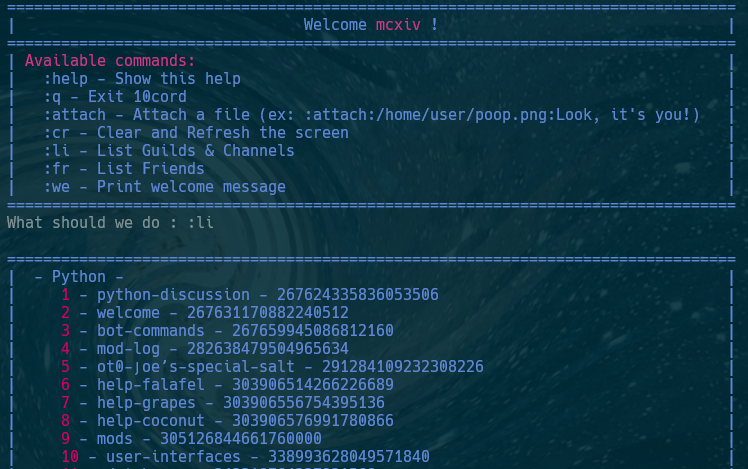 ==================================================================================
| Welcome mcxiv ! |
==================================================================================
| Available commands: |
| :help - Show this help |
| :q - Exit 10cord |
| :attach - Attach a file (ex: :attach:/home/user/poop.png:Look, it's you!) |
| :cr - Clear and Refresh the screen |
| :li - List Guilds & Channels |
| :fr - List Friends |
| :we - Print welcome message |
==================================================================================
What should we do : :li
==================================================================================
| - Python - |
| 1 - python-discussion - 267624335836053506 |
| 2 - welcome - 267631170882240512 |
| 3 - bot-commands - 267659945086812160 |
| 4 - mod-log - 282638479504965634 |
| 5 - ot0-joe’s-special-salt - 291284109232308226 |
| 6 - help-falafel - 303906514266226689 |
| 7 - help-grapes - 303906556754395136 |
| 8 - help-coconut - 303906576991780866 |
| 9 - mods - 305126844661760000 |
| 10 - user-interfaces - 338993628049571840 |